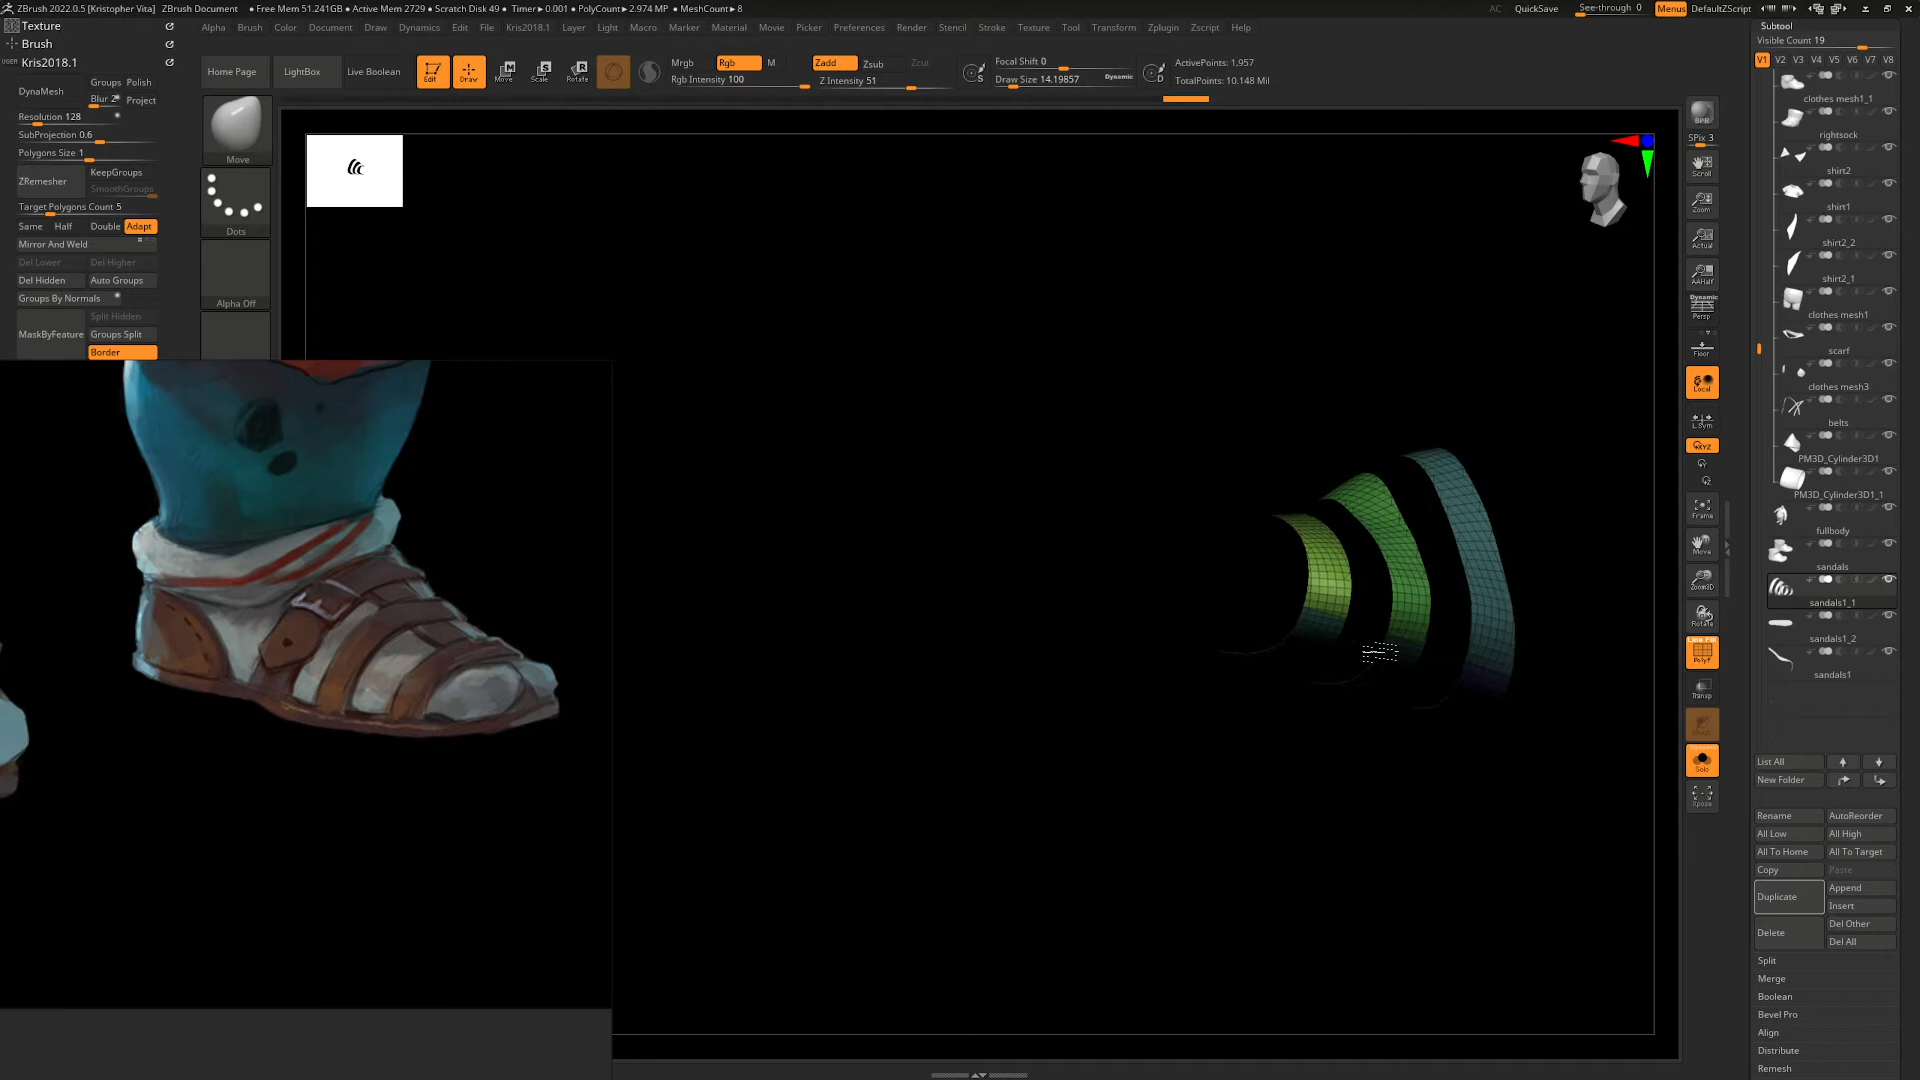 ZBrush 2022.0.5 [Kristopher Vita] ZBrush Document ● Free Mem 51.241GB ● Active Mem 2729 ● Scratch Disk 49 ● Timer▸0.001 ● PolyCount▸2.974 MP ● MeshCount▸8
AC QuickSave See-through 0 Menus DefaultZScript
Texture
Brush
USER Kris2018.1
Alpha Brush Color Document Draw Dynamics Edit File Kris2018.1 Layer Light Macro Marker Material Movie Picker Preferences Render Stencil Stroke Texture Tool Transform Zplugin Zscript Help
Home Page LightBox Live Boolean Edit Draw Move Scale Rotate
Mrgb Rgb M
Rgb Intensity 100
Zadd Zsub Zcut
Z Intensity 51
Focal Shift 0
Draw Size 14.19857 Dynamic
ActivePoints: 1,957
TotalPoints: 10.148 Mil
DynaMesh Groups Polish
Blur 2 Project
Resolution 128
SubProjection 0.6
Polygons Size 1
ZRemesher KeepGroups
SmoothGroups
Target Polygons Count 5
Same Half Double Adapt
Mirror And Weld
Del Lower Del Higher
Del Hidden Auto Groups
Groups By Normals
Split Hidden
MaskByFeature Groups Split
Border
Move
Dots
Alpha Off
BPR
SPix 3
Scroll
Zoom
Actual
AAHalf
Dynamic
Persp
Floor
Local
L.Sym
XYZ
Frame
Move
Zoom3D
Rotate
Line Fill
PolyF
Transp
Dynamic
Solo
Xpose
Subtool
Visible Count 19
V1 V2 V3 V4 V5 V6 V7 V8
clothes mesh1_1
rightsock
shirt2
shirt1
shirt2_2
shirt2_1
clothes mesh1
scarf
clothes mesh3
belts
PM3D_Cylinder3D1
PM3D_Cylinder3D1_1
fullbody
sandals
sandals1_1
sandals1_2
sandals1
List All
New Folder
Rename AutoReorder
All Low All High
All To Home All To Target
Copy Paste
Duplicate Append
Insert
Delete Del Other
Del All
Split
Merge
Boolean
Bevel Pro
Align
Distribute
Remesh